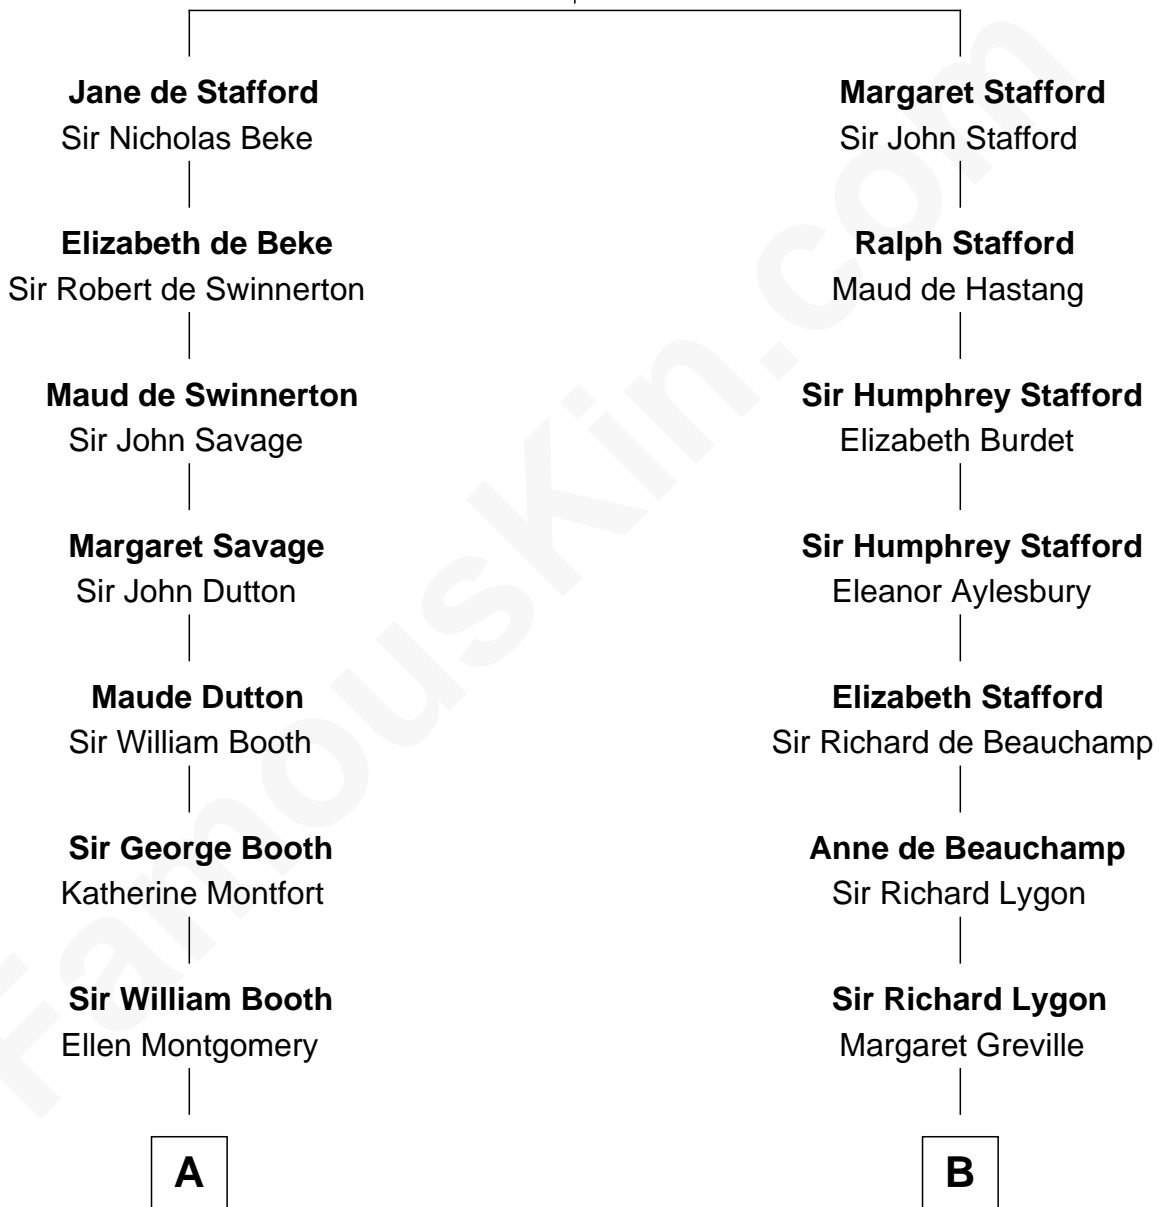 Jane de Stafford
Sir Nicholas Beke
Elizabeth de Beke
Sir Robert de Swinnerton
Maud de Swinnerton
Sir John Savage
Margaret Savage
Sir John Dutton
Maude Dutton
Sir William Booth
Sir George Booth
Katherine Montfort
Sir William Booth
Ellen Montgomery
A
Margaret Stafford
Sir John Stafford
Ralph Stafford
Maud de Hastang
Sir Humphrey Stafford
Elizabeth Burdet
Sir Humphrey Stafford
Eleanor Aylesbury
Elizabeth Stafford
Sir Richard de Beauchamp
Anne de Beauchamp
Sir Richard Lygon
Sir Richard Lygon
Margaret Greville
B
FamousKin.com